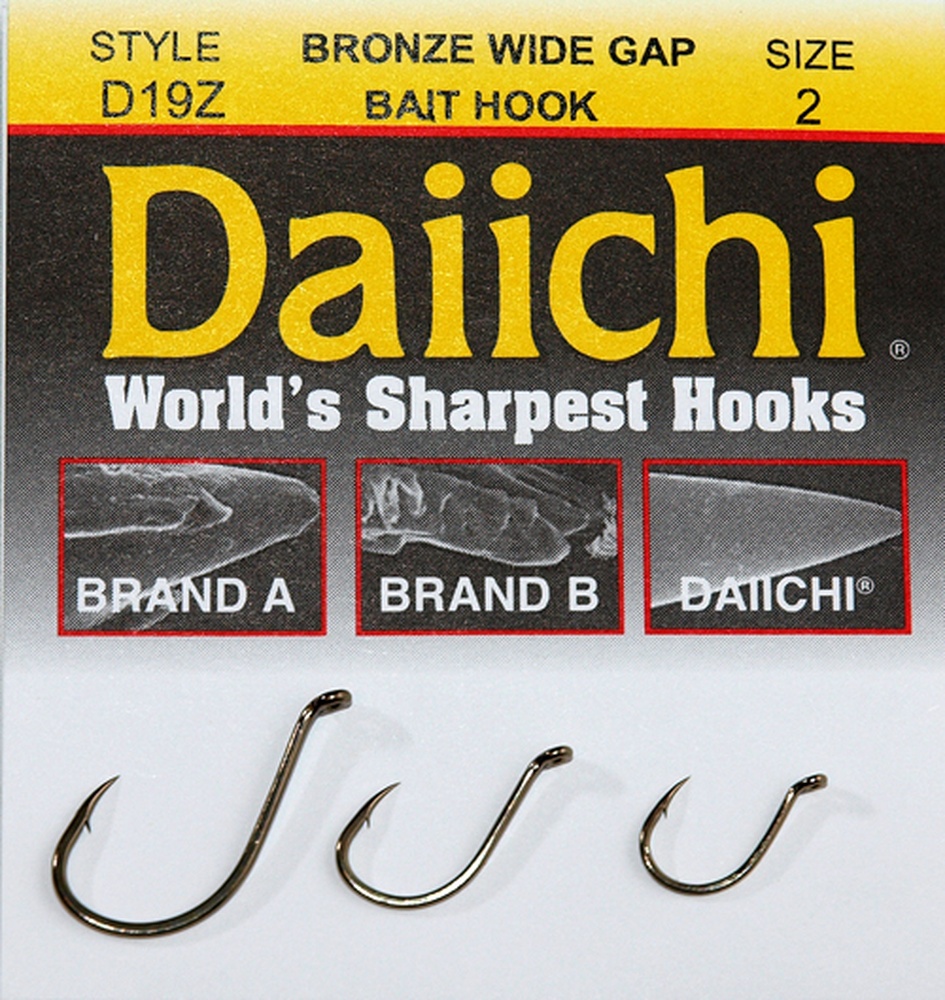 STYLE BRONZE WIDE GAP SIZE
D19Z BAIT HOOK 2
Daiichi®
World's Sharpest Hooks
BRAND A BRAND B DAIICHI®